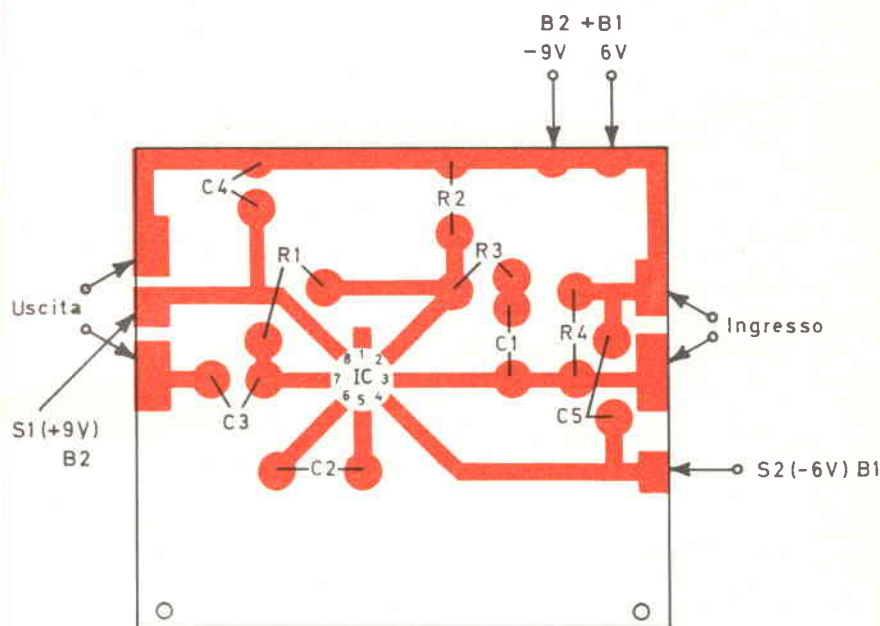 B2 +B1
-9V 6V
C4
R2
R1
R3
Uscita
Ingresso
C1
R4
8 1 2
7 IC 3
6 5 4
C3
C5
S1(+9V)
B2
C2
S2(-6V) B1